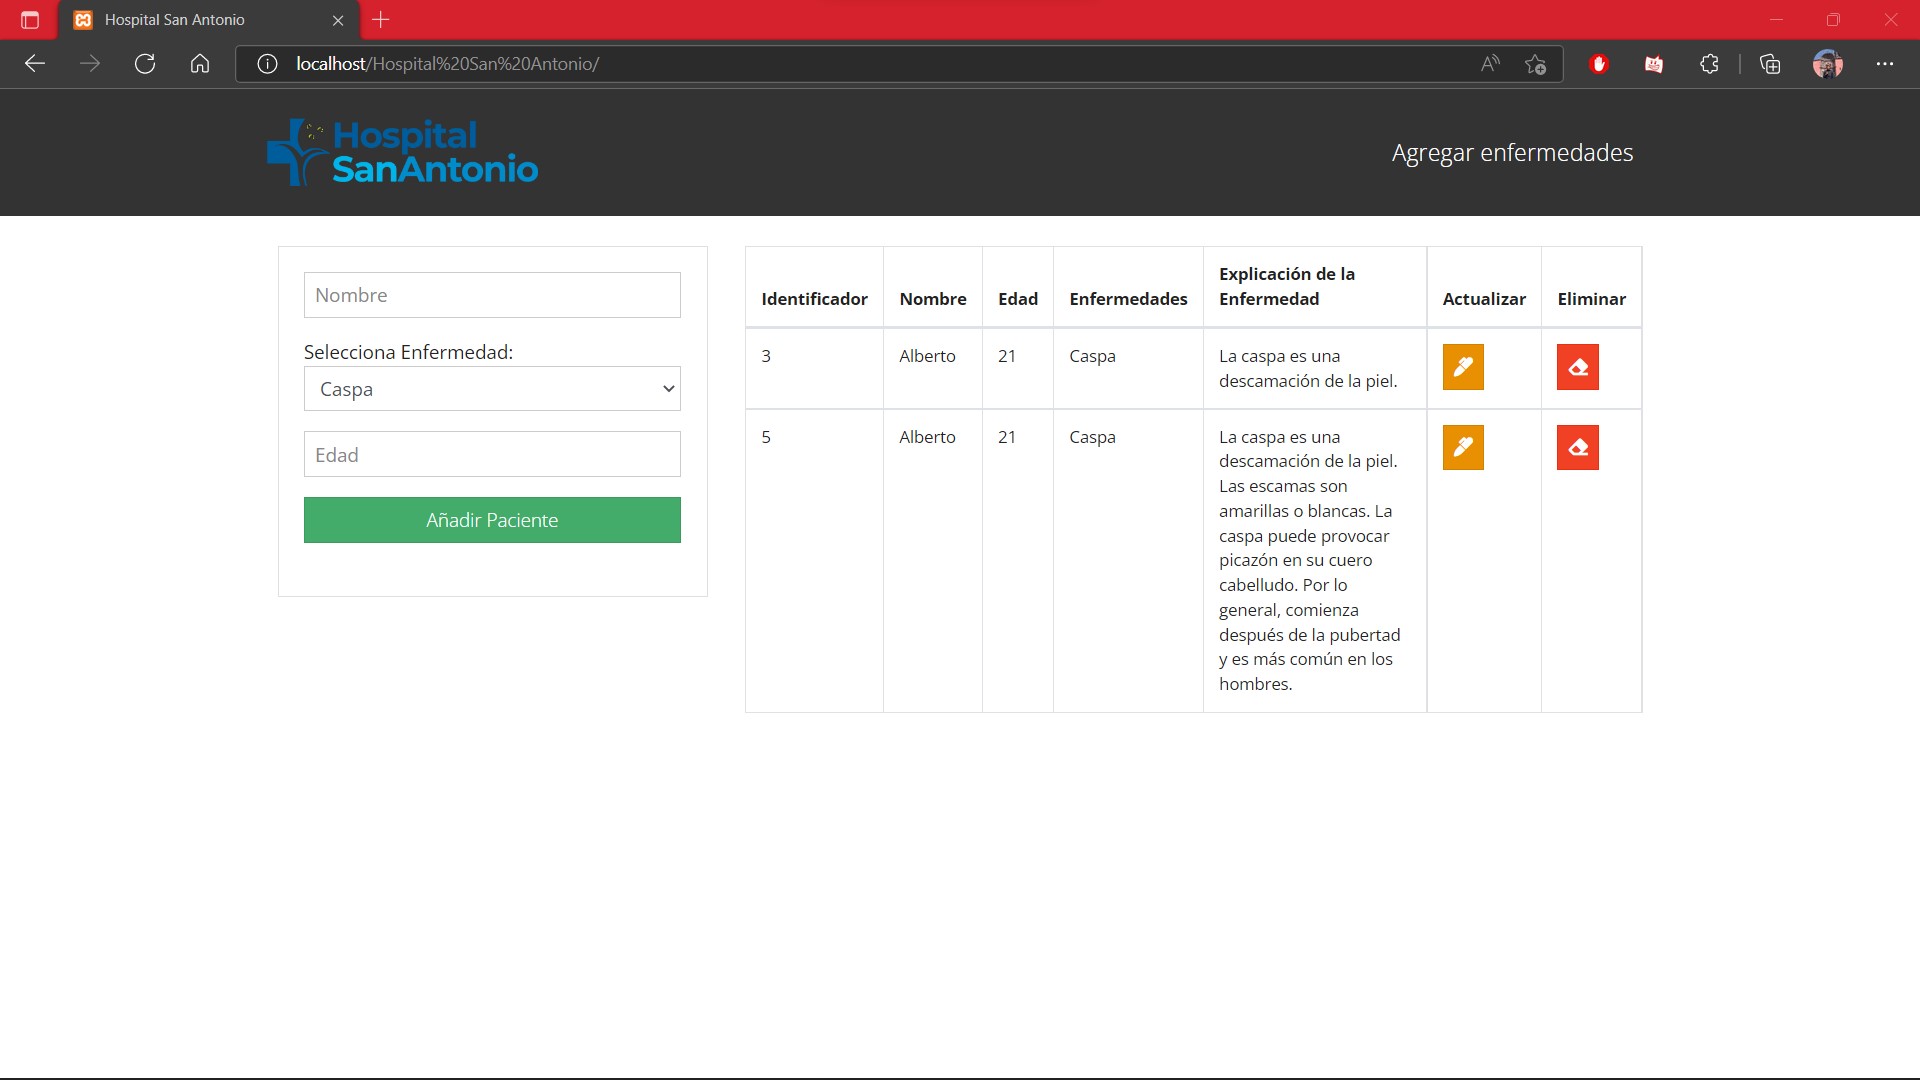 Hospital San Antonio
localhost/Hospital%20San%20Antonio/
Hospital
SanAntonio
Agregar enfermedades
Nombre
Selecciona Enfermedad:
Caspa
Edad
Añadir Paciente
Identificador Nombre Edad Enfermedades Explicación de la Enfermedad Actualizar Eliminar
3 Alberto 21 Caspa La caspa es una
descamación de la piel.
5 Alberto 21 Caspa La caspa es una
descamación de la piel.
Las escamas son
amarillas o blancas. La
caspa puede provocar
picazón en su cuero
cabelludo. Por lo
general, comienza
después de la pubertad
y es más común en los
hombres.